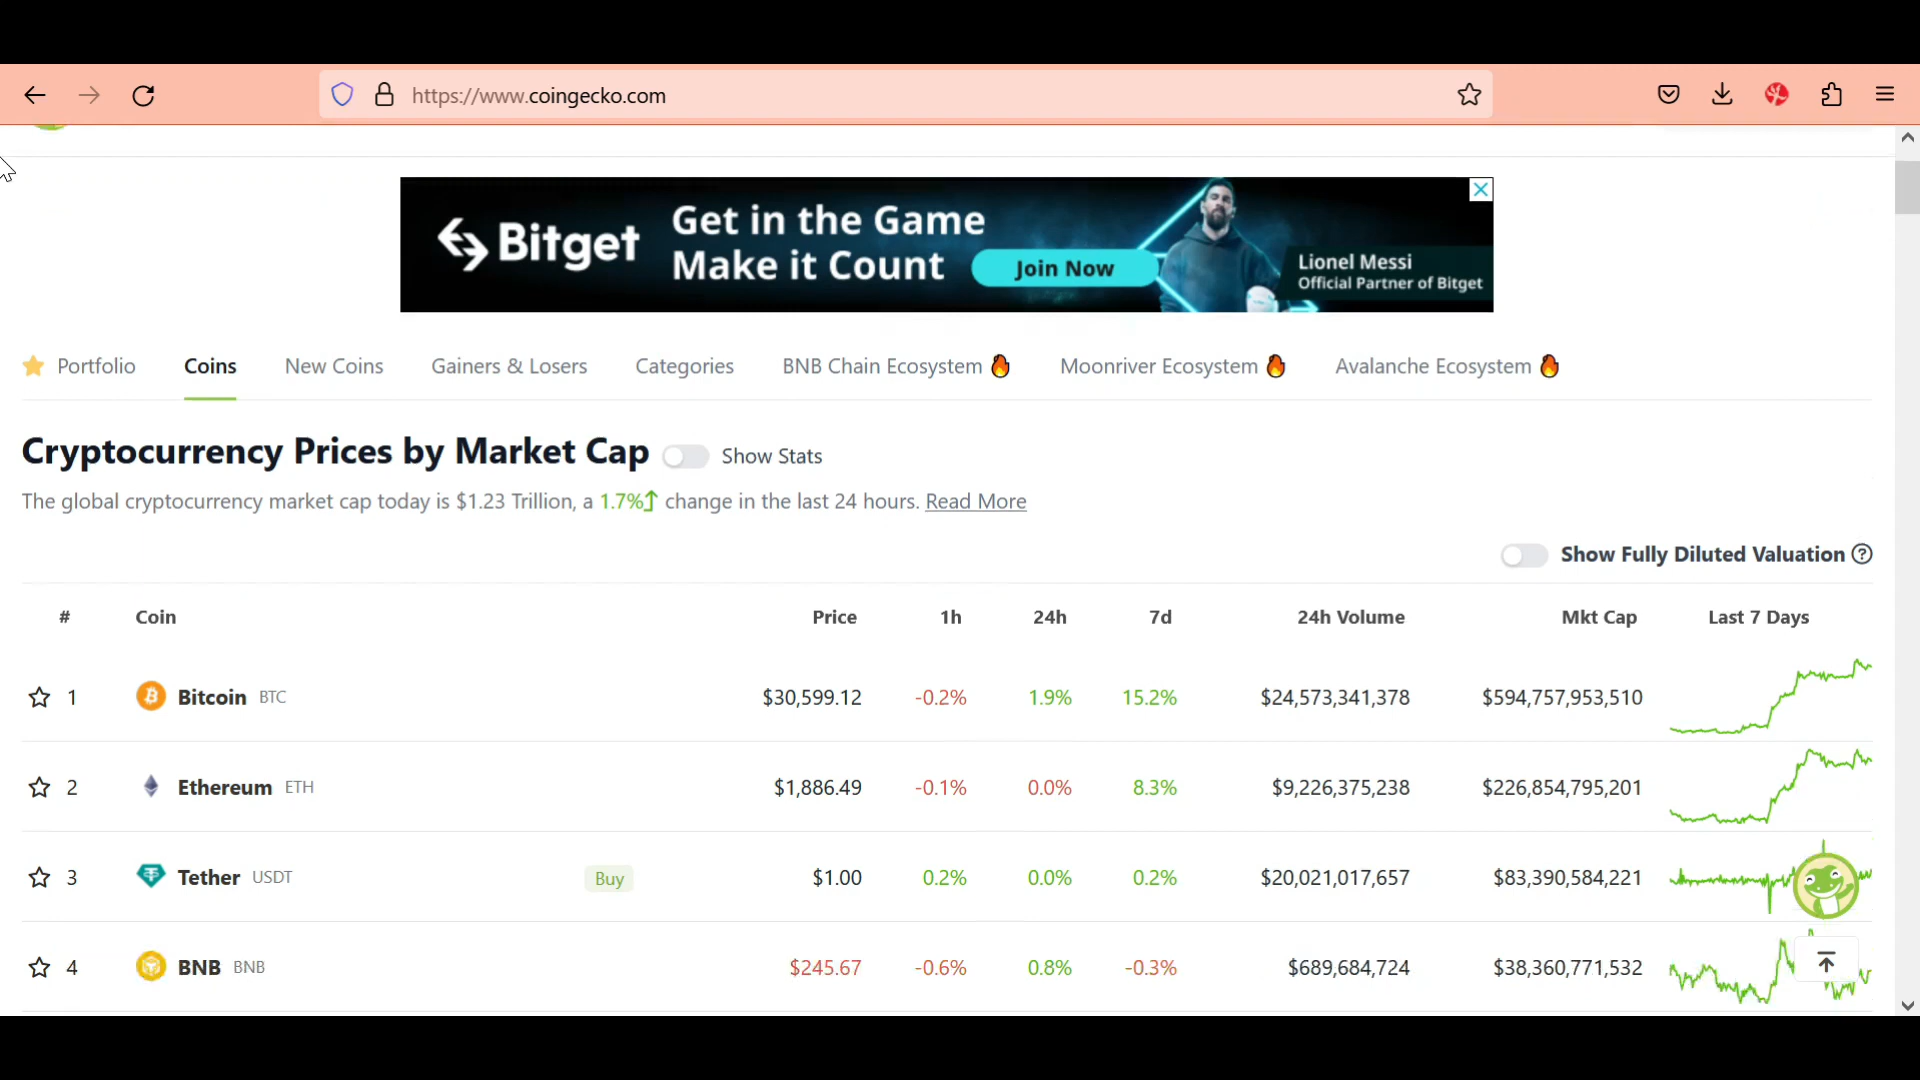 https://www.coingecko.com
Bitget
Get in the Game
Make it Count
Join Now
Lionel Messi
Official Partner of Bitget
Portfolio Coins New Coins Gainers & Losers Categories BNB Chain Ecosystem Moonriver Ecosystem Avalanche Ecosystem
Cryptocurrency Prices by Market Cap Show Stats
The global cryptocurrency market cap today is $1.23 Trillion, a 1.7% change in the last 24 hours. Read More
Show Fully Diluted Valuation ?
# Coin Price 1h 24h 7d 24h Volume Mkt Cap Last 7 Days
1 Bitcoin BTC $30,599.12 -0.2% 1.9% 15.2% $24,573,341,378 $594,757,953,510
2 Ethereum ETH $1,886.49 -0.1% 0.0% 8.3% $9,226,375,238 $226,854,795,201
3 Tether USDT Buy $1.00 0.2% 0.0% 0.2% $20,021,017,657 $83,390,584,221
4 BNB BNB $245.67 -0.6% 0.8% -0.3% $689,684,724 $38,360,771,532